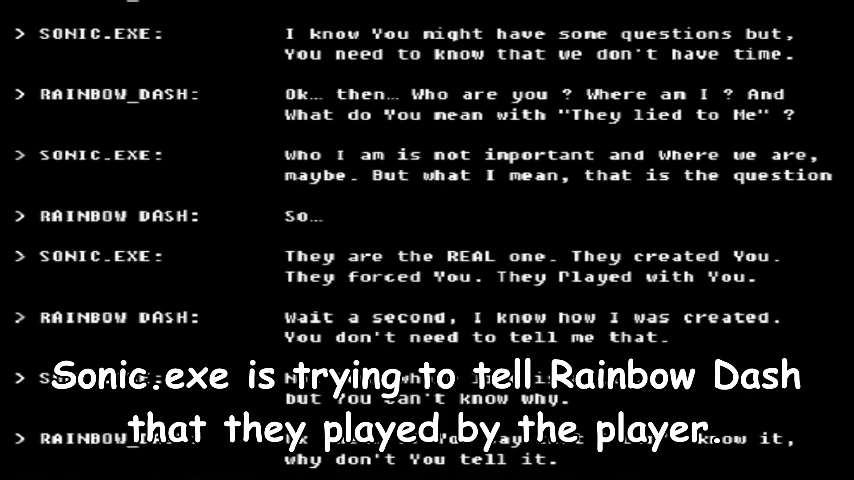 > SONIC.EXE: I know You might have some questions but,
You need to know that we don't have time.
> RAINBOW_DASH: Ok… then… Who are you ? Where am I ? And
What do You mean with "They lied to Me" ?
> SONIC.EXE: Who I am is not important and Where we are,
maybe. But what I mean, that is the question
> RAINBOW DASH: So…
> SONIC.EXE: They are the REAL one. They created You.
They forced You. They Played with You.
> RAINBOW DASH: Wait a second, I know how I was created.
You don't need to tell me that.
Sonic.exe is trying to tell Rainbow Dash
but You can't know why.
that they played by the player.
> RAINBOW_ know it,
why don't You tell it.